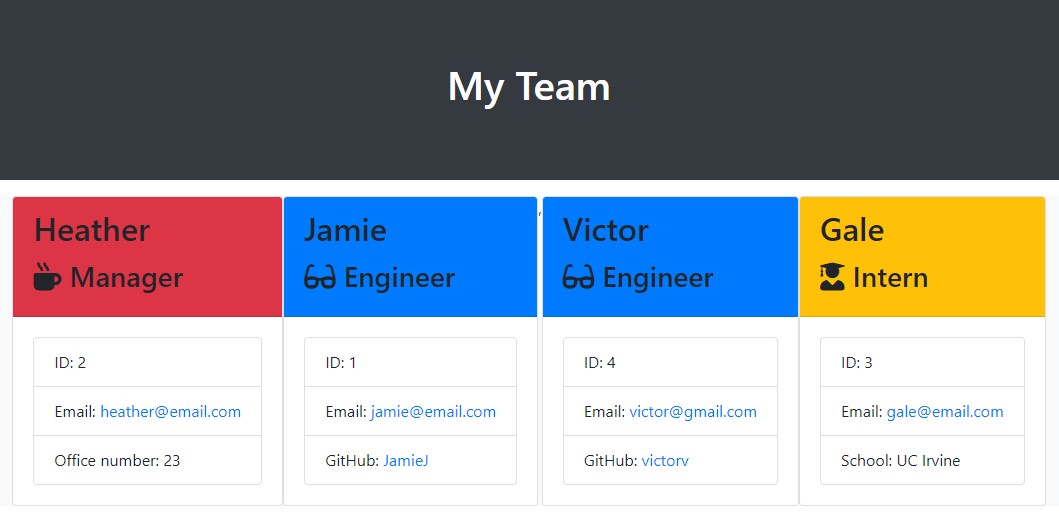 My Team
Heather
Manager
ID: 2
Email: heather@email.com
Office number: 23
Jamie
Engineer
ID: 1
Email: jamie@email.com
GitHub: JamieJ
,
Victor
Engineer
ID: 4
Email: victor@gmail.com
GitHub: victorv
Gale
Intern
ID: 3
Email: gale@email.com
School: UC Irvine